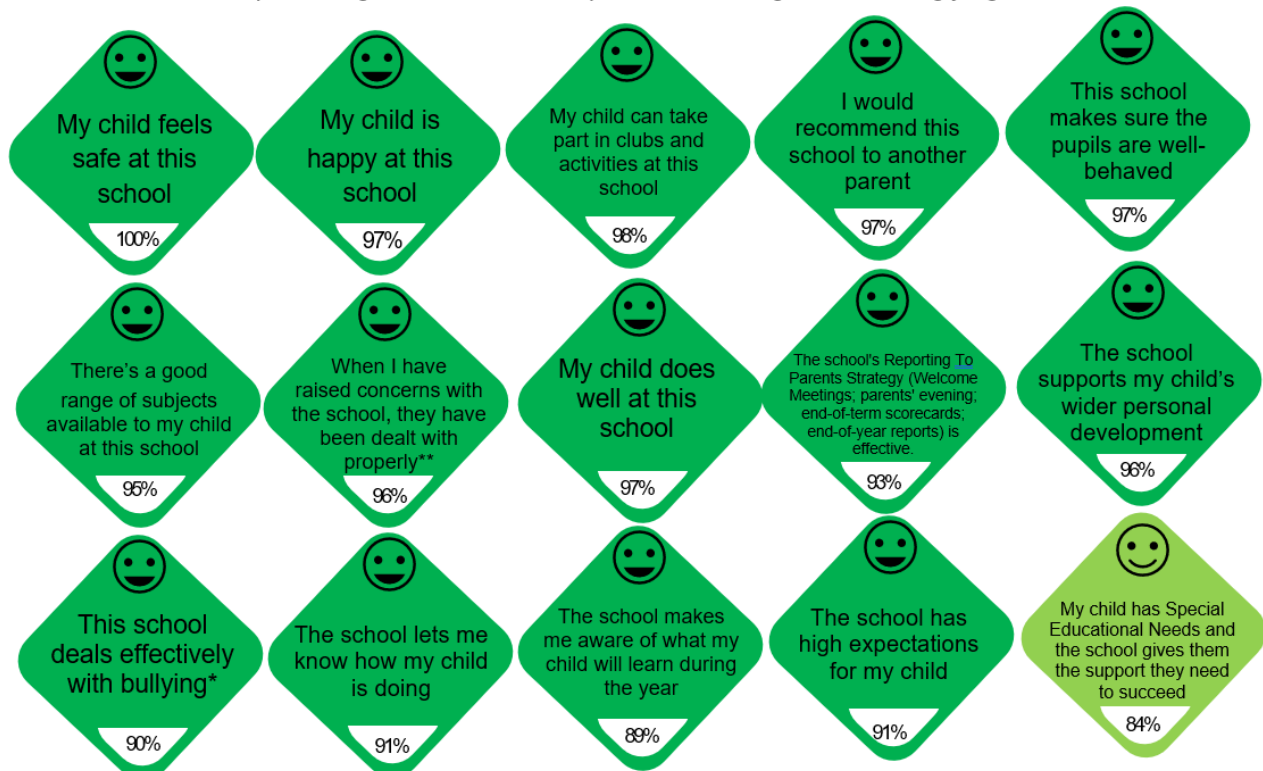 My child feels
safe at this
school
100%
My child is
happy at this
school
97%
My child can take
part in clubs and
activities at this
school
98%
I would
recommend this
school to another
parent
97%
This school
makes sure the
pupils are well-
behaved
97%
There's a good
range of subjects
available to my child
at this school
95%
When I have
raised concerns with
the school, they have
been dealt with
properly**
96%
My child does
well at this
school
97%
The school's Reporting To
Parents Strategy (Welcome
Meetings; parents' evening;
end-of-term scorecards;
end-of-year reports) is
effective.
93%
The school
supports my child's
wider personal
development
96%
This school
deals effectively
with bullying*
90%
The school lets me
know how my child
is doing
91%
The school makes
me aware of what my
child will learn during
the year
89%
The school has
high expectations
for my child
91%
My child has Special
Educational Needs and
the school gives them
the support they need
to succeed
84%